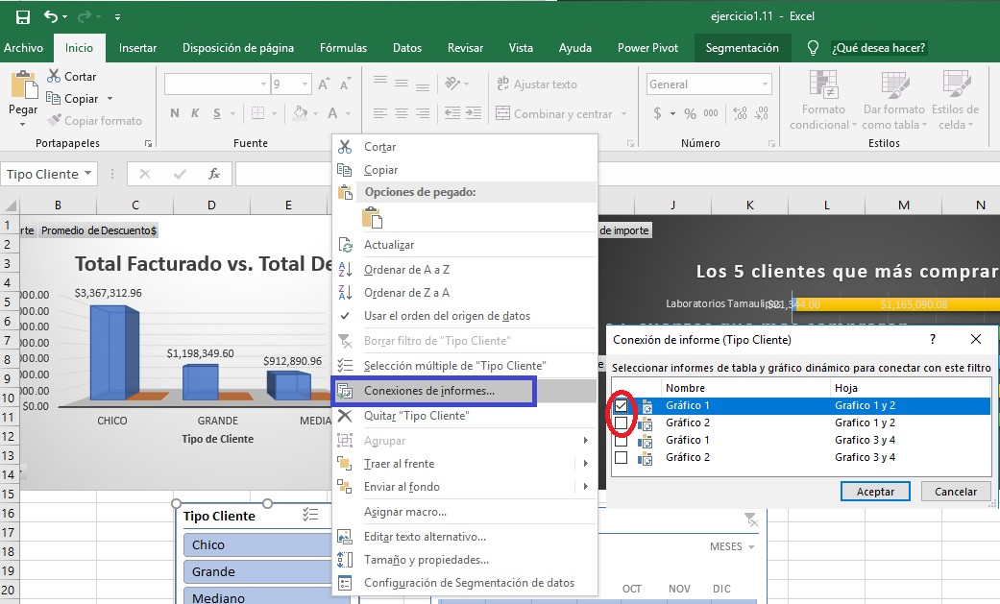 ejercicio1.11 - Excel
Archivo Inicio Insertar Disposición de página Fórmulas Datos Revisar Vista Ayuda Power Pivot Segmentación ¿Qué desea hacer?
Pegar
Cortar
Copiar
Copiar formato
Portapapeles
9
N K S
Fuente
Ajustar texto
Combinar y centrar
General
$ % 000
Número
Formato condicional
Dar formato como tabla
Estilos de celda
Estilos
Tipo Cliente
fx
B C D E J K L M N
1
2
3
4
5
6
7
8
9
10
11
12
13
14
15
16
17
18
19
20
rte Promedio de Descuento$
Total Facturado vs. Total De
$3,367,312.96
$1,198,349.60
$912,890.96
000.00
000.00
000.00
000.00
000.00
000.00
000.00
$0.00
CHICO GRANDE MEDIA
Tipo de Cliente
Tipo Cliente
Chico
Grande
Mediano
Cortar
Copiar
Opciones de pegado:
Actualizar
Ordenar de A a Z
Ordenar de Z a A
Usar el orden del origen de datos
Borrar filtro de "Tipo Cliente"
Selección múltiple de "Tipo Cliente"
Conexiones de informes...
Quitar "Tipo Cliente"
Agrupar
Traer al frente
Enviar al fondo
Asignar macro...
Editar texto alternativo...
Tamaño y propiedades...
Configuración de Segmentación de datos
de importe
Los 5 clientes que más comprar
Laboratorios Tamaulipas
$21,344.00
$1,165,090.08
Conexión de informe (Tipo Cliente)
?
Seleccionar informes de tabla y gráfico dinámico para conectar con este filtro
Nombre Hoja
Gráfico 1 Grafico 1 y 2
Gráfico 2 Grafico 1 y 2
Gráfico 1 Grafico 3 y 4
Gráfico 2 Grafico 3 y 4
Aceptar Cancelar
MESES
OCT NOV DIC